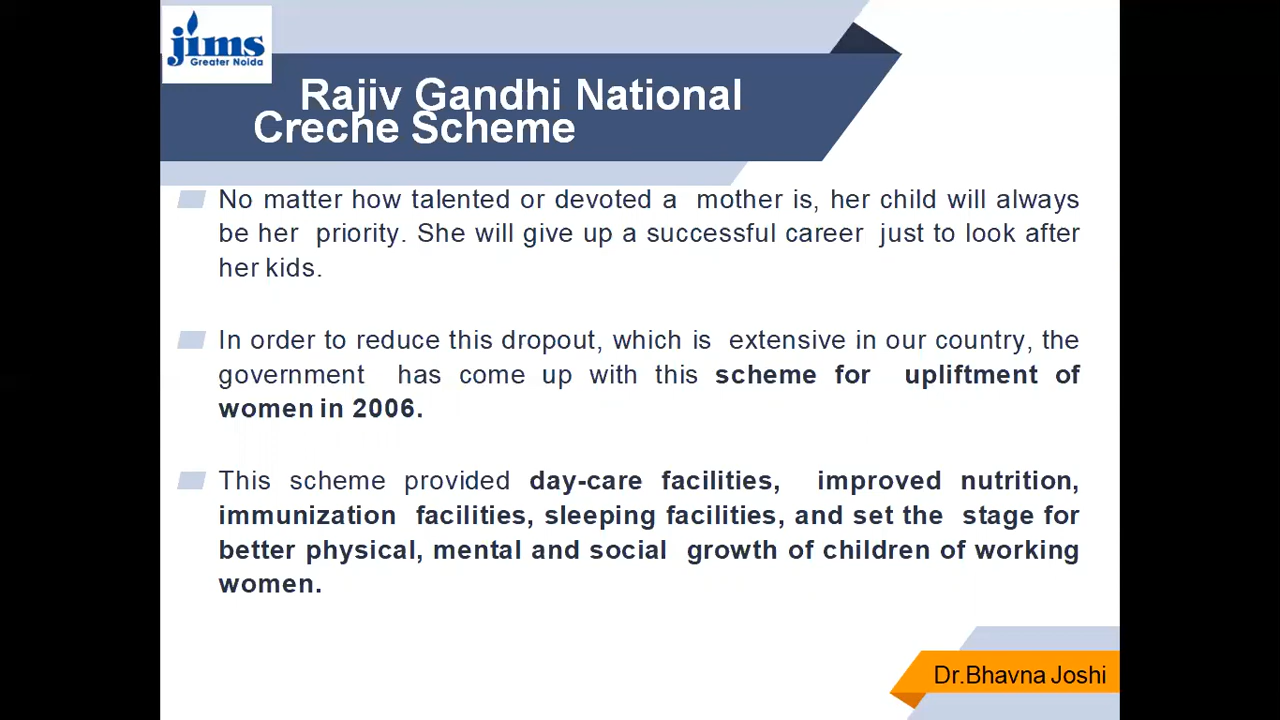 jims
Greater Noida
Rajiv Gandhi National
Creche Scheme
No matter how talented or devoted a mother is, her child will always
be her priority. She will give up a successful career just to look after
her kids.
In order to reduce this dropout, which is extensive in our country, the
government has come up with this scheme for upliftment of
women in 2006.
This scheme provided day-care facilities, improved nutrition,
immunization facilities, sleeping facilities, and set the stage for
better physical, mental and social growth of children of working
women.
Dr.Bhavna Joshi